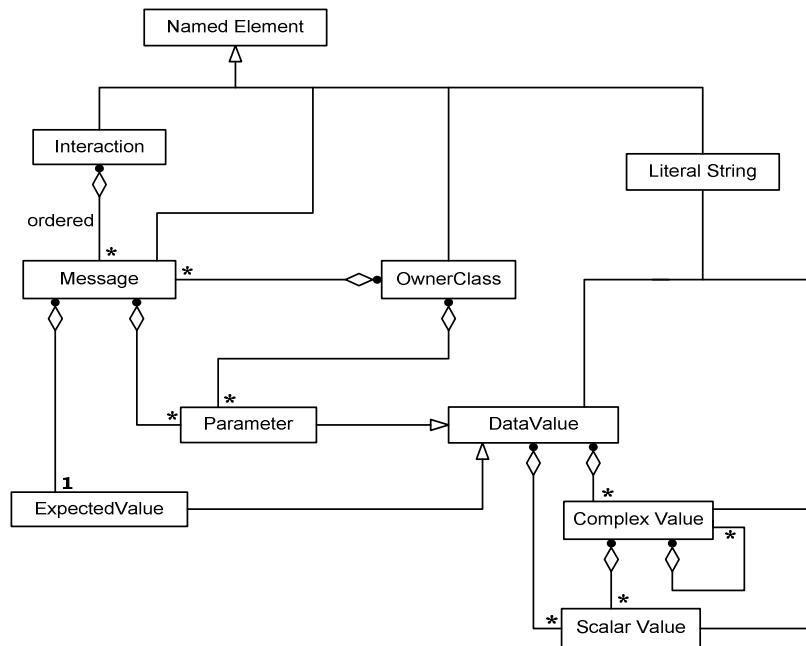 Named Element
Interaction
Literal String
ordered
*
Message
*
OwnerClass
*
*
Parameter
DataValue
1
ExpectedValue
*
Complex Value
*
*
*
Scalar Value